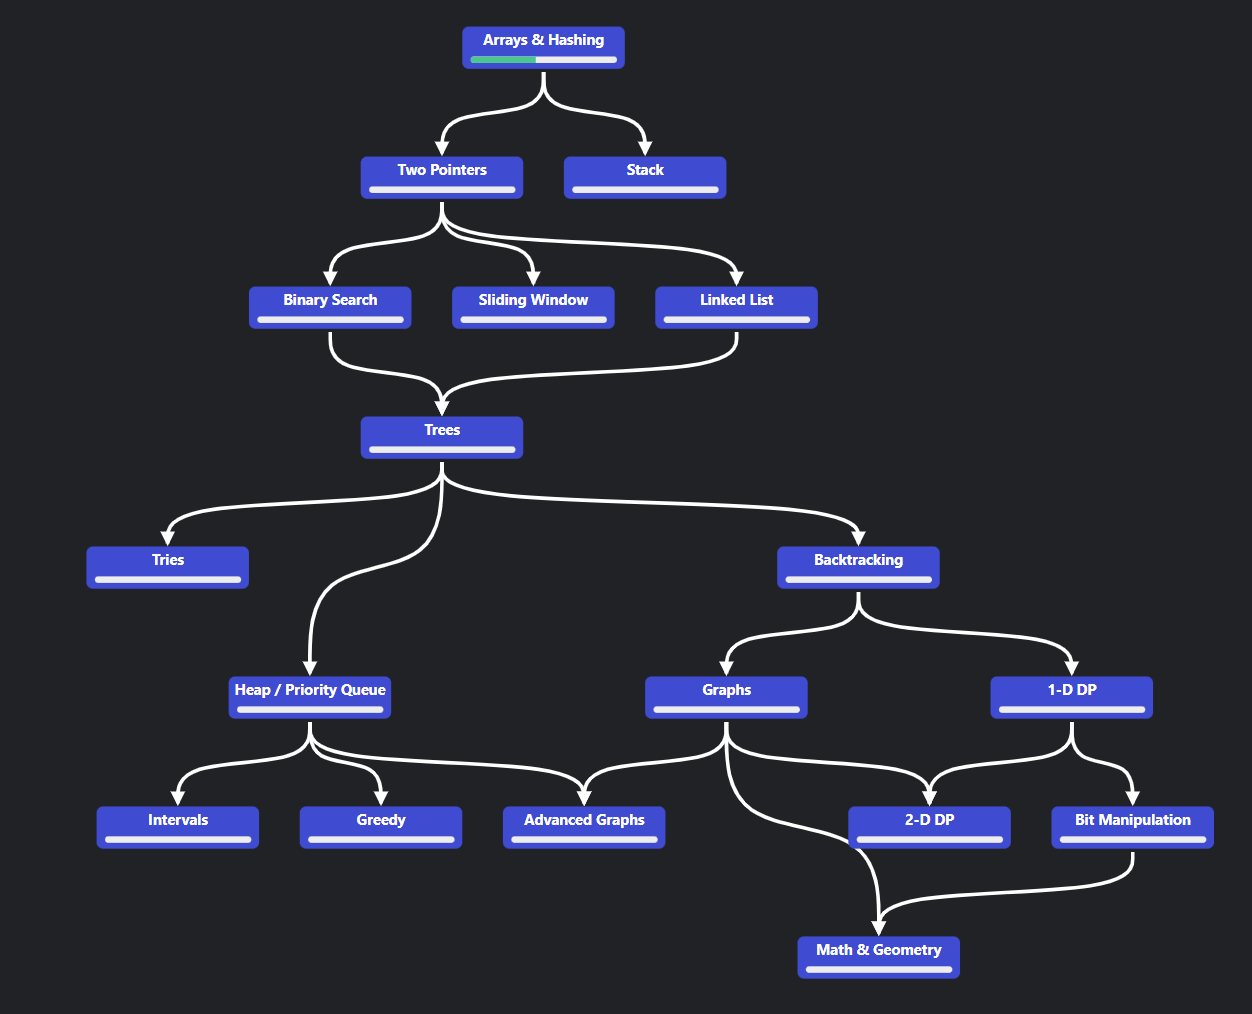 Arrays & Hashing
Two Pointers
Stack
Binary Search
Sliding Window
Linked List
Trees
Tries
Backtracking
Heap / Priority Queue
Graphs
1-D DP
Intervals
Greedy
Advanced Graphs
2-D DP
Bit Manipulation
Math & Geometry